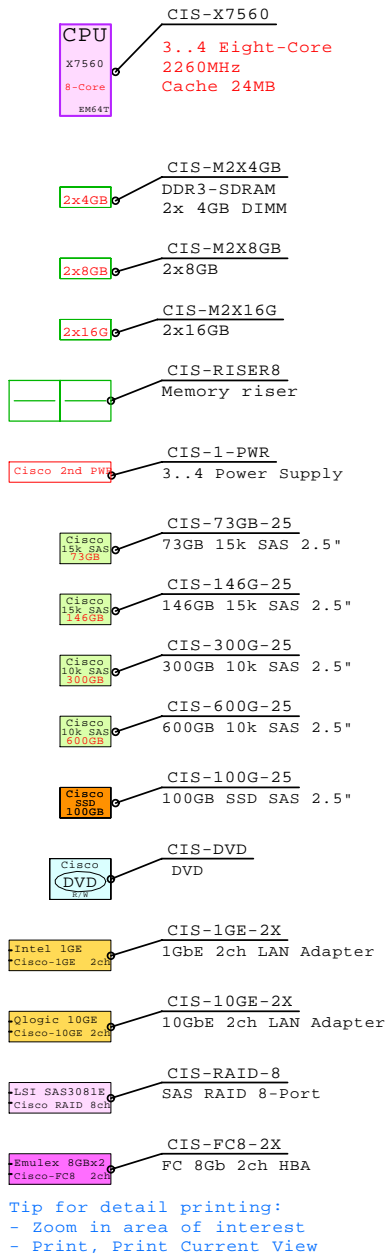 CIS-X7560
CPU
X7560
8-Core
EM64T
3..4 Eight-Core
2260MHz
Cache 24MB
CIS-M2X4GB
2x4GB
DDR3-SDRAM
2x 4GB DIMM
CIS-M2X8GB
2x8GB
2x8GB
CIS-M2X16G
2x16G
2x16GB
CIS-RISER8
Memory riser
CIS-1-PWR
Cisco 2nd PWR
3..4 Power Supply
CIS-73GB-25
Cisco
15k SAS
73GB
73GB 15k SAS 2.5"
CIS-146G-25
Cisco
15k SAS
146GB
146GB 15k SAS 2.5"
CIS-300G-25
Cisco
10k SAS
300GB
300GB 10k SAS 2.5"
CIS-600G-25
Cisco
10k SAS
600GB
600GB 10k SAS 2.5"
CIS-100G-25
Cisco
SSD
100GB
100GB SSD SAS 2.5"
CIS-DVD
Cisco
DVD
R/W
DVD
CIS-1GE-2X
Intel 1GE
Cisco-1GE 2ch
1GbE 2ch LAN Adapter
CIS-10GE-2X
Qlogic 10GE
Cisco-10GE 2ch
10GbE 2ch LAN Adapter
CIS-RAID-8
LSI SAS3081E
Cisco RAID 8ch
SAS RAID 8-Port
CIS-FC8-2X
Emulex 8GBx2
Cisco-FC8 2ch
FC 8Gb 2ch HBA
Tip for detail printing:
- Zoom in area of interest
- Print, Print Current View